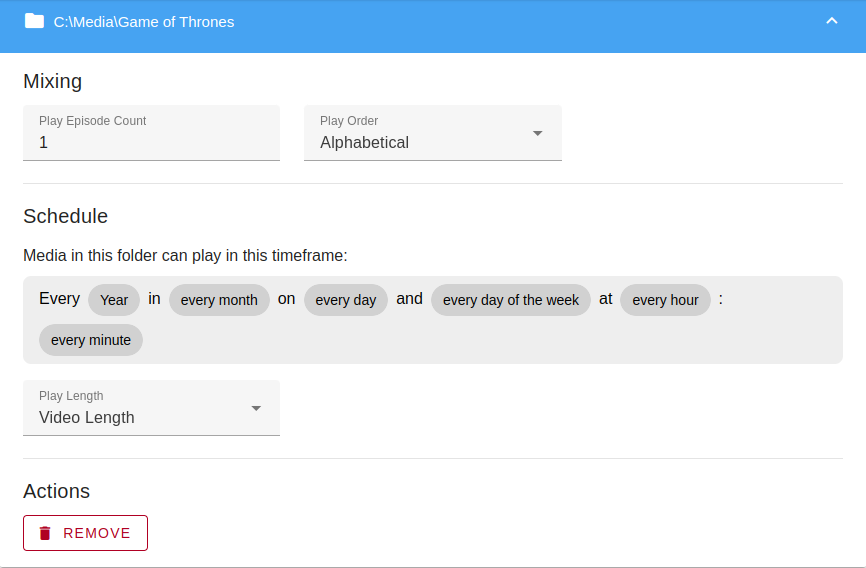 C:\Media\Game of Thrones
Mixing
Play Episode Count
1
Play Order
Alphabetical
Schedule
Media in this folder can play in this timeframe:
Every Year in every month on every day and every day of the week at every hour :
every minute
Play Length
Video Length
Actions
REMOVE